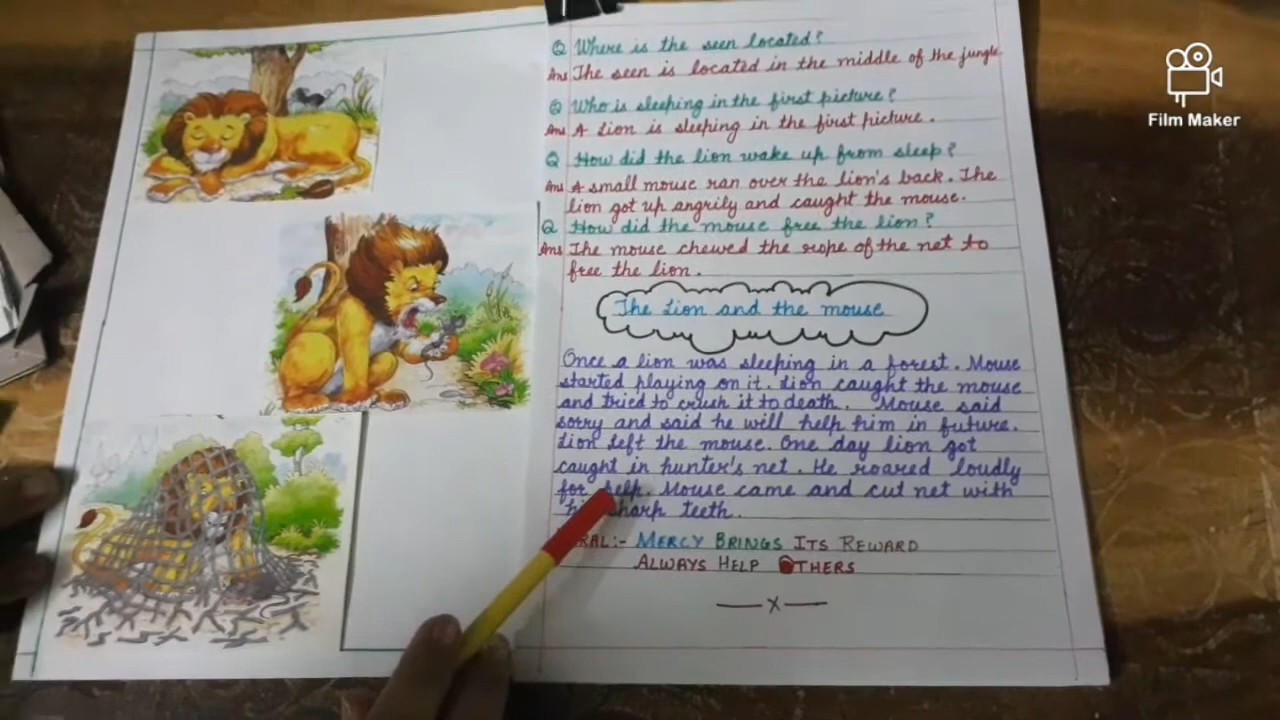 Q Where is the seen located?
Ans The seen is located in the middle of the jungle
Q Who is sleeping in the first picture?
Ans A Lion is sleeping in the first picture.
Q How did the lion wake up from sleep?
Ans A small mouse ran over the lion's back. The
lion got up angrily and caught the mouse.
Q How did the mouse free the lion?
Ans The mouse chewed the rope of the net to
free the lion.
The Lion and the mouse
Once a lion was sleeping in a forest. Mouse
started playing on it. Lion caught the mouse
and tried to crush it to death. Mouse said
sorry and said he will help him in future.
Lion left the mouse. One day lion got
caught in hunter's net. He roared loudly
for help. Mouse came and cut net with
sharp teeth.
RAL:- MERCY BRINGS ITS REWARD
ALWAYS HELP OTHERS
x
Film Maker